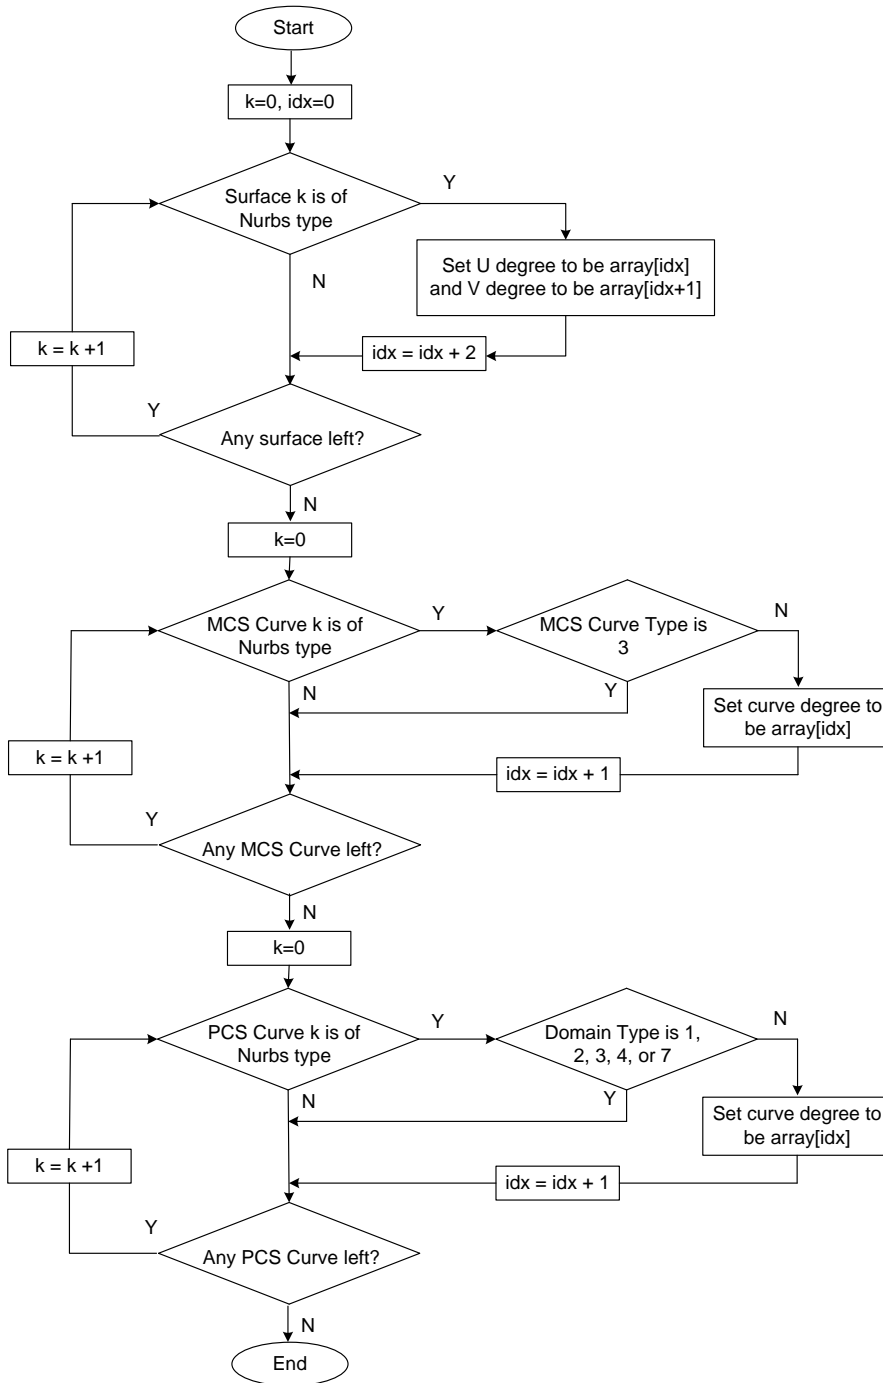 Start
k=0, idx=0
Surface k is of
Nurbs type
Y
Set U degree to be array[idx]
and V degree to be array[idx+1]
N
k = k +1
idx = idx + 2
Y
Any surface left?
N
k=0
MCS Curve k is of
Nurbs type
Y
MCS Curve Type is
3
N
N
Y
Set curve degree to
be array[idx]
k = k +1
idx = idx + 1
Y
Any MCS Curve left?
N
k=0
PCS Curve k is of
Nurbs type
Y
Domain Type is 1,
2, 3, 4, or 7
N
N
Y
Set curve degree to
be array[idx]
k = k +1
idx = idx + 1
Y
Any PCS Curve left?
N
End